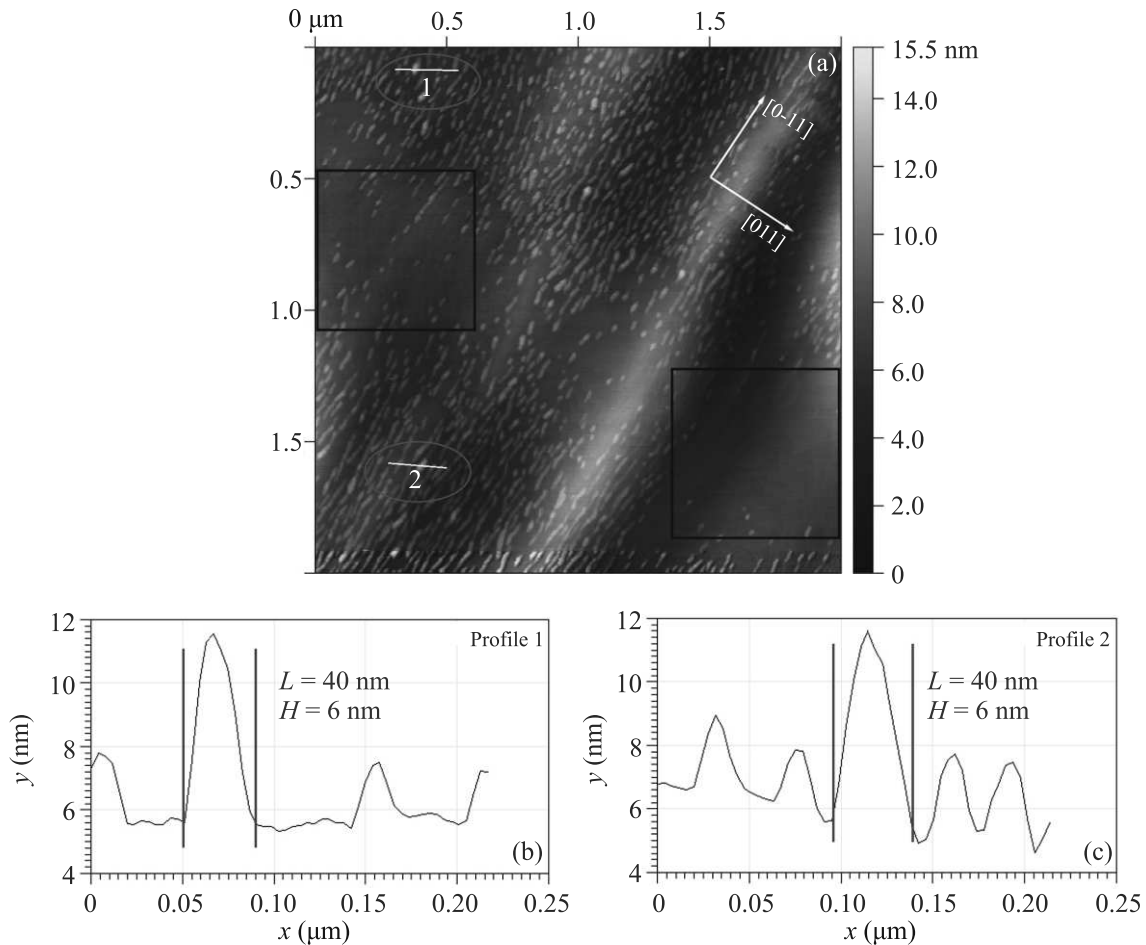 0 μm 0.5 1.0 1.5
(a)
15.5 nm
14.0
12.0
10.0
8.0
6.0
4.0
2.0
0
0.5
1.0
1.5
1
2
[0-11]
[011]
12
10
8
6
4
y (nm)
Profile 1
L = 40 nm
H = 6 nm
(b)
0 0.05 0.10 0.15 0.20 0.25
x (μm)
12
10
8
6
4
y (nm)
Profile 2
L = 40 nm
H = 6 nm
(c)
0 0.05 0.10 0.15 0.20 0.25
x (μm)